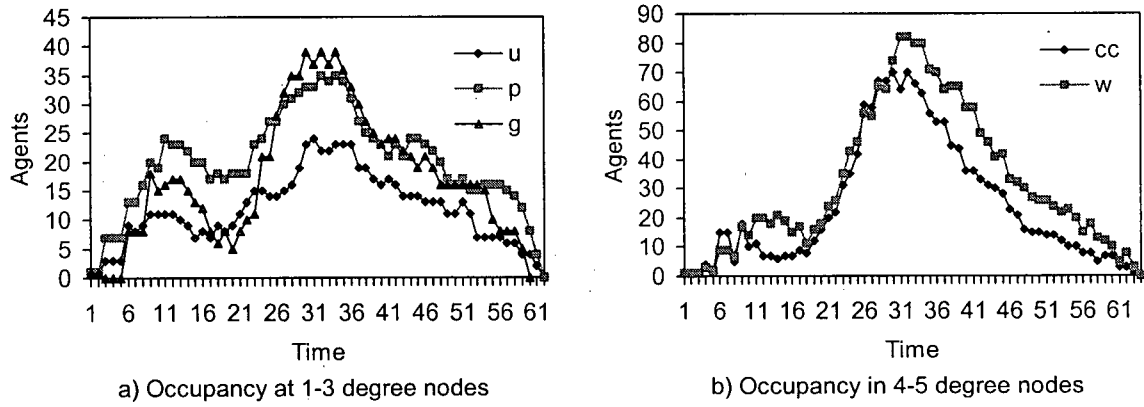 45
40
35
30
25
20
15
10
5
0
Agents
u
p
g
1 6 11 16 21 26 31 36 41 46 51 56 61
Time
a) Occupancy at 1-3 degree nodes
90
80
70
60
50
40
30
20
10
0
Agents
cc
w
1 6 11 16 21 26 31 36 41 46 51 56 61
Time
b) Occupancy in 4-5 degree nodes